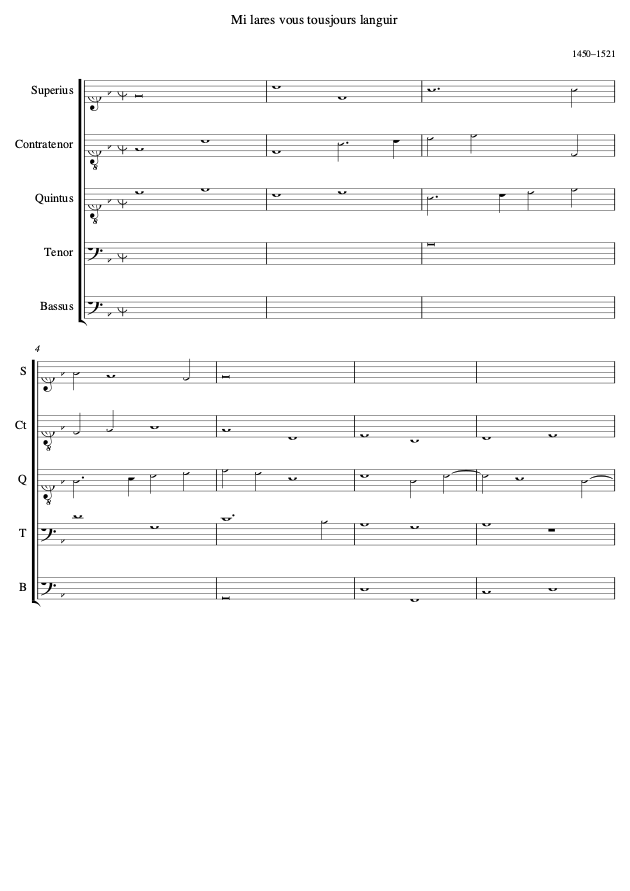 Mi lares vous tousjours languir
1450–1521
Superius
Contratenor
Quintus
Tenor
Bassus
4
S
Ct
Q
T
B